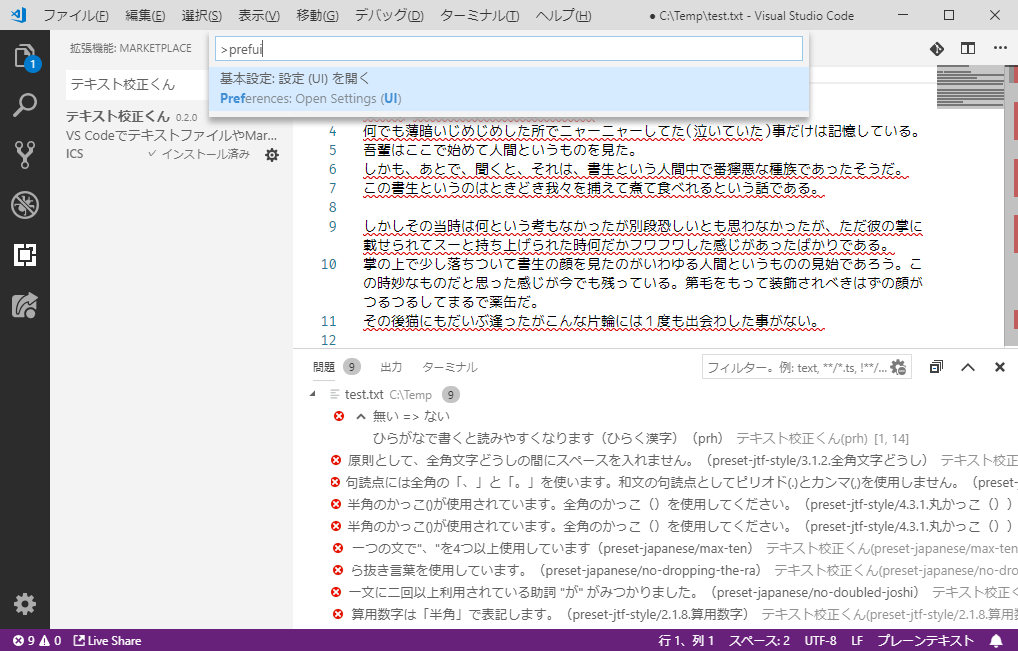 ファイル(F) 編集(E) 選択(S) 表示(V) 移動(G) デバッグ(D) ターミナル(T) ヘルプ(H) ● C:\Temp\test.txt - Visual Studio Code
拡張機能: MARKETPLACE
>prefui
基本設定: 設定 (UI) を開く
Preferences: Open Settings (UI)
テキスト校正くん
テキスト校正くん 0.2.0
VS CodeでテキストファイルやMar...
ICS ✓ インストール済み
1
4 何でも薄暗いじめじめした所でニャーニャーしてた(泣いていた)事だけは記憶している。
5 吾輩はここで始めて人間というものを見た。
6 しかも、あとで、聞くと、それは、書生という人間中で一番獰悪な種族であったそうだ。
7 この書生というのはときどき我々を捕えて煮て食べれるという話である。
8
9 しかしその当時は何という考もなかったが別段恐しいとも思わなかったが、ただ彼の掌に
載せられてスーと持ち上げられた時何だかフワフワした感じがあったばかりである。
10 掌の上で少し落ちついて書生の顔を見たのがいわゆる人間というものの見始であろう。こ
の時妙なものだと思った感じが今でも残っている。第毛をもって装飾されべきはずの顔が
つるつるしてまるで薬缶だ。
11 その後猫にもだいぶ逢ったがこんな片輪には１度も出会わした事がない。
12
問題 9 出力 ターミナル フィルター。例: text, **/*.ts, !**/...
test.txt C:\Temp 9
無い => ない
ひらがなで書くと読みやすくなります（ひらく漢字）（prh） テキスト校正くん(prh) [1, 14]
原則として、全角文字どうしの間にスペースを入れません。（preset-jtf-style/3.1.2.全角文字どうし） テキスト校正
句読点には全角の「、」と「。」を使います。和文の句読点としてピリオド(.)とカンマ(,)を使用しません。（preset-
半角のかっこ()が使用されています。全角のかっこ（）を使用してください。（preset-jtf-style/4.3.1.丸かっこ（））
半角のかっこ()が使用されています。全角のかっこ（）を使用してください。（preset-jtf-style/4.3.1.丸かっこ（））
一つの文で"、"を4つ以上使用しています（preset-japanese/max-ten） テキスト校正くん(preset-japanese/max-ten
ら抜き言葉を使用しています。（preset-japanese/no-dropping-the-ra） テキスト校正くん(preset-japanese/no-dro
一文に二回以上利用されている助詞 "が" がみつかりました。（preset-japanese/no-doubled-joshi） テキスト校正く
算用数字は「半角」で表記します。（preset-jtf-style/2.1.8.算用数字） テキスト校正くん(preset-jtf-style/2.1.8.算用
9 0 Live Share 行 1、列 1 スペース: 2 UTF-8 LF プレーンテキスト